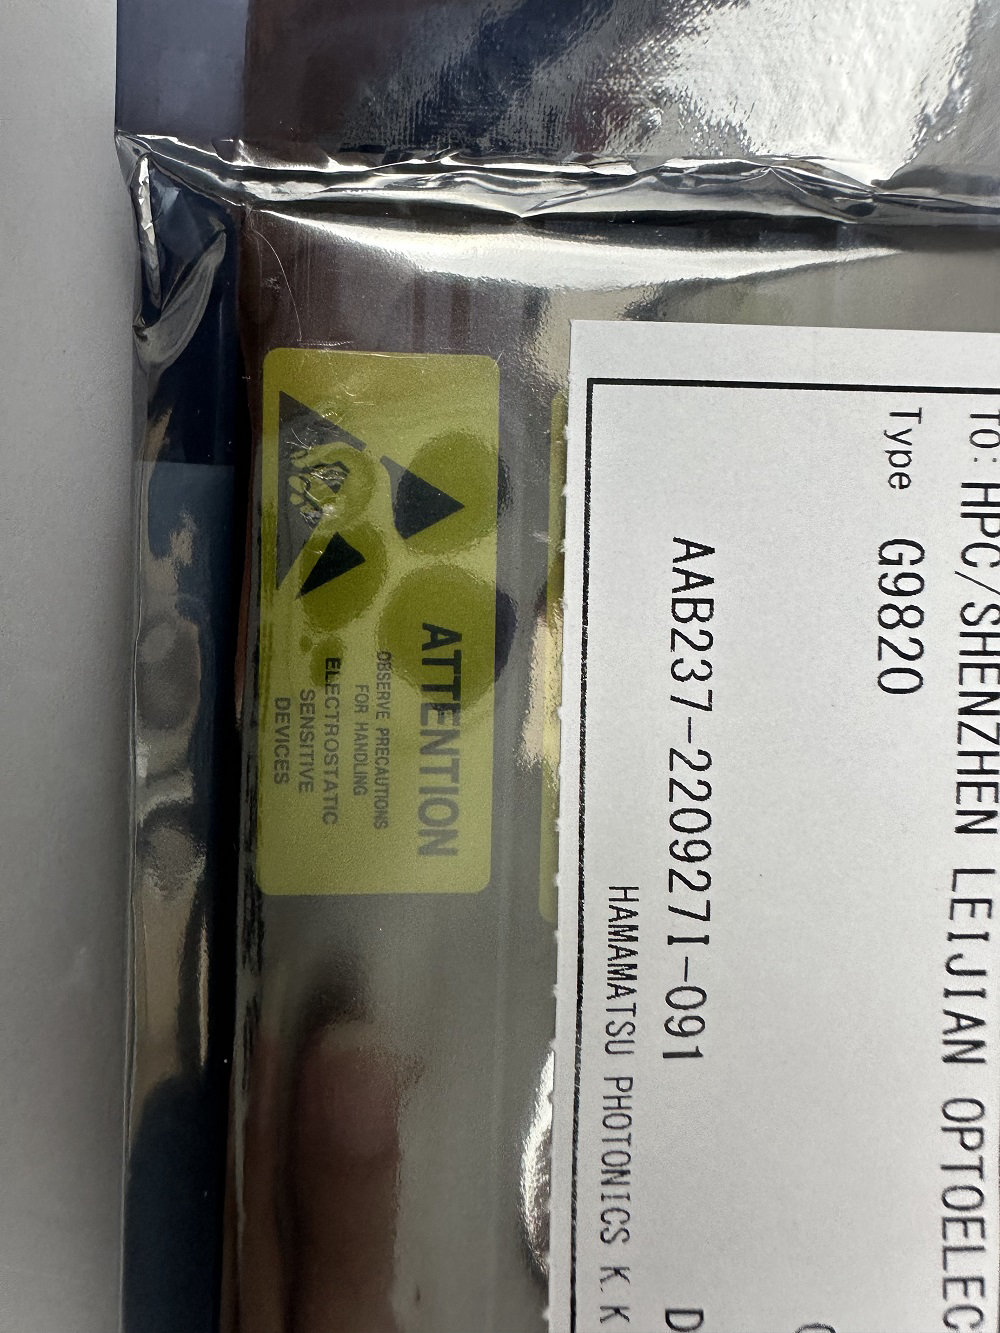 To:HPC/SHENZHEN LEIJIAN OPTOELEC
Type G9820
AAB237-220927I-091
D
HAMAMATSU PHOTONICS K.K
ATTENTION
OBSERVE PRECAUTIONS
FOR HANDLING
ELECTROSTATIC
SENSITIVE
DEVICES